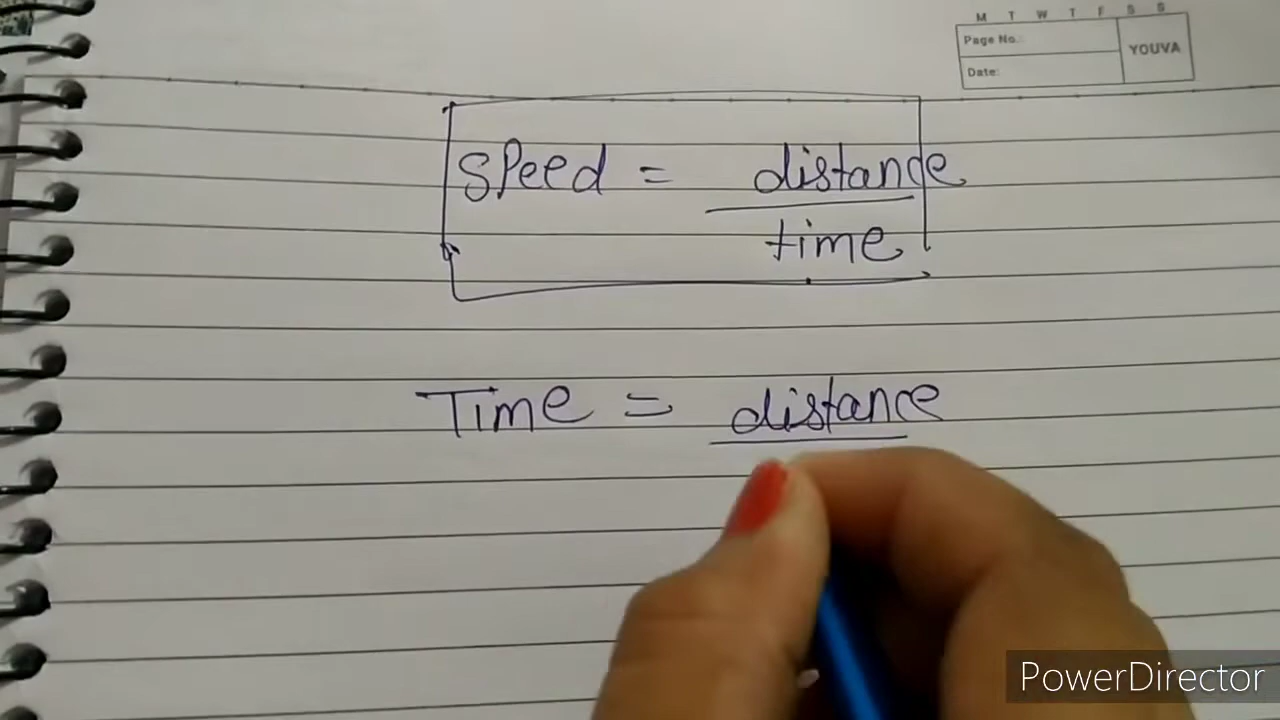 M T W T F S S
Page No.:
YOUVA
Date:
Speed = distance
time
Time = distance
PowerDirector